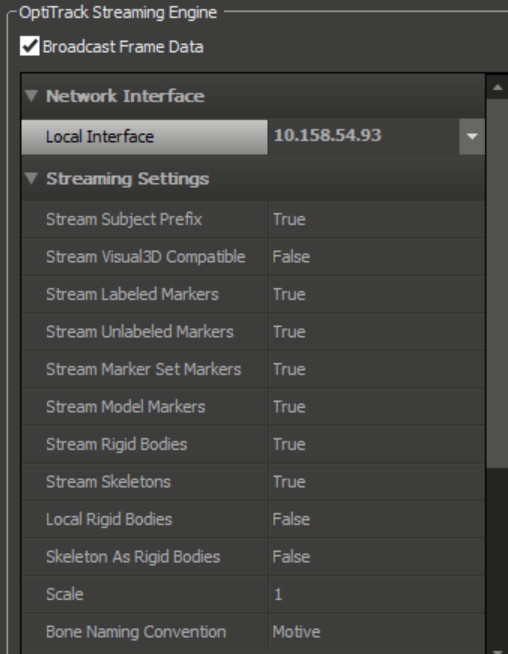 OptiTrack Streaming Engine
Broadcast Frame Data
Network Interface
Local Interface 10.158.54.93
Streaming Settings
Stream Subject Prefix True
Stream Visual3D Compatible False
Stream Labeled Markers True
Stream Unlabeled Markers True
Stream Marker Set Markers True
Stream Model Markers True
Stream Rigid Bodies True
Stream Skeletons True
Local Rigid Bodies False
Skeleton As Rigid Bodies False
Scale 1
Bone Naming Convention Motive